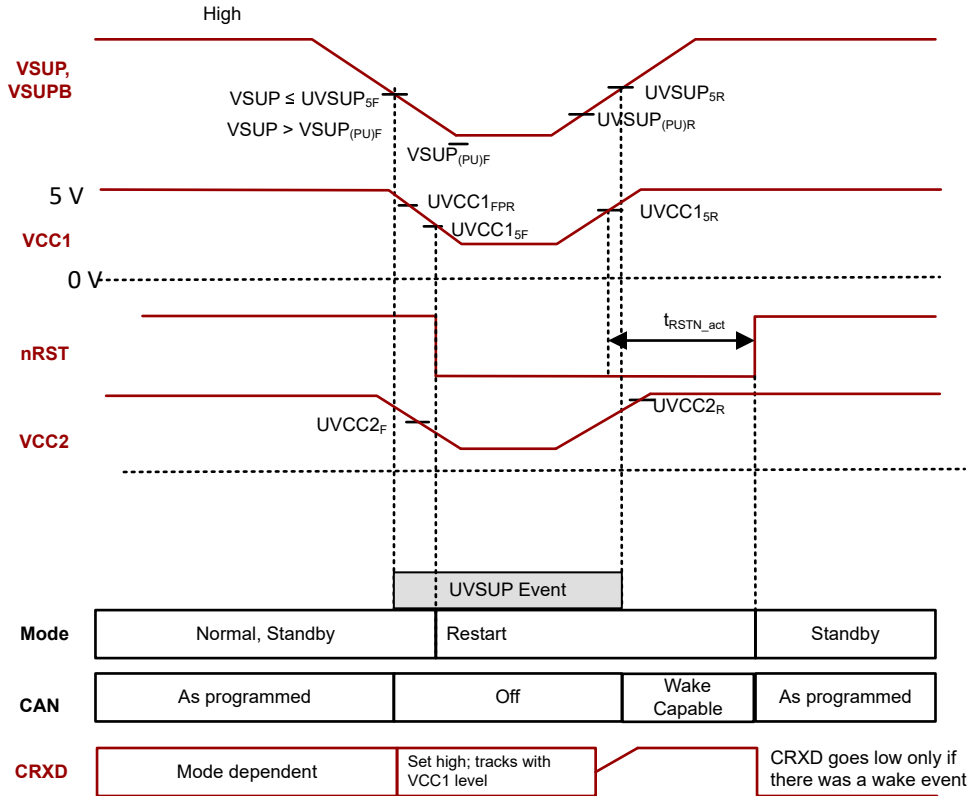 High
VSUP,
VSUPB
VSUP ≤ UVSUP5F
VSUP > VSUP(PU)F
VSUP(PU)F
UVSUP5R
UVSUP(PU)R
5 V
VCC1
0 V
UVCC1FPR
UVCC15F
UVCC15R
nRST
tRSTN_act
VCC2
UVCC2F
UVCC2R
UVSUP Event
Mode
Normal, Standby
Restart
Standby
CAN
As programmed
Off
Wake
Capable
As programmed
CRXD
Mode dependent
Set high; tracks with
VCC1 level
CRXD goes low only if
there was a wake event